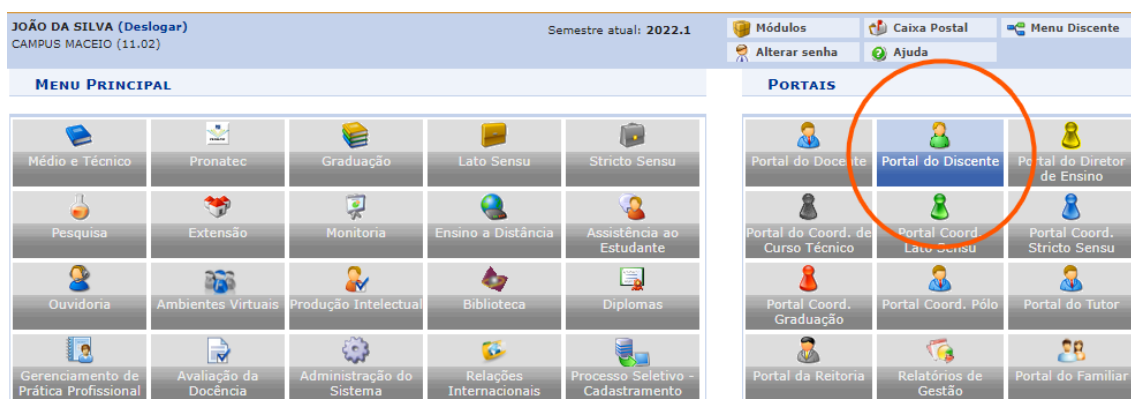 JOÃO DA SILVA (Deslogar)
Semestre atual: 2022.1
CAMPUS MACEIO (11.02)
Módulos
Caixa Postal
Menu Discente
Alterar senha
Ajuda
MENU PRINCIPAL
Médio e Técnico
Pronatec
Graduação
Lato Sensu
Stricto Sensu
Pesquisa
Extensão
Monitoria
Ensino a Distância
Assistência ao
Estudante
Ouvidoria
Ambientes Virtuais
Produção Intelectual
Biblioteca
Diplomas
Gerenciamento de
Prática Profissional
Avaliação da
Docência
Administração do
Sistema
Relações
Internacionais
Processo Seletivo -
Cadastramento
PORTAIS
Portal do Docente
Portal do Discente
Portal do Diretor
de Ensino
Portal do Coord. de
Curso Técnico
Portal Coord.
Lato Sensu
Portal Coord.
Stricto Sensu
Portal Coord.
Graduação
Portal Coord. Pólo
Portal do Tutor
Portal da Reitoria
Relatórios de
Gestão
Portal do Familiar